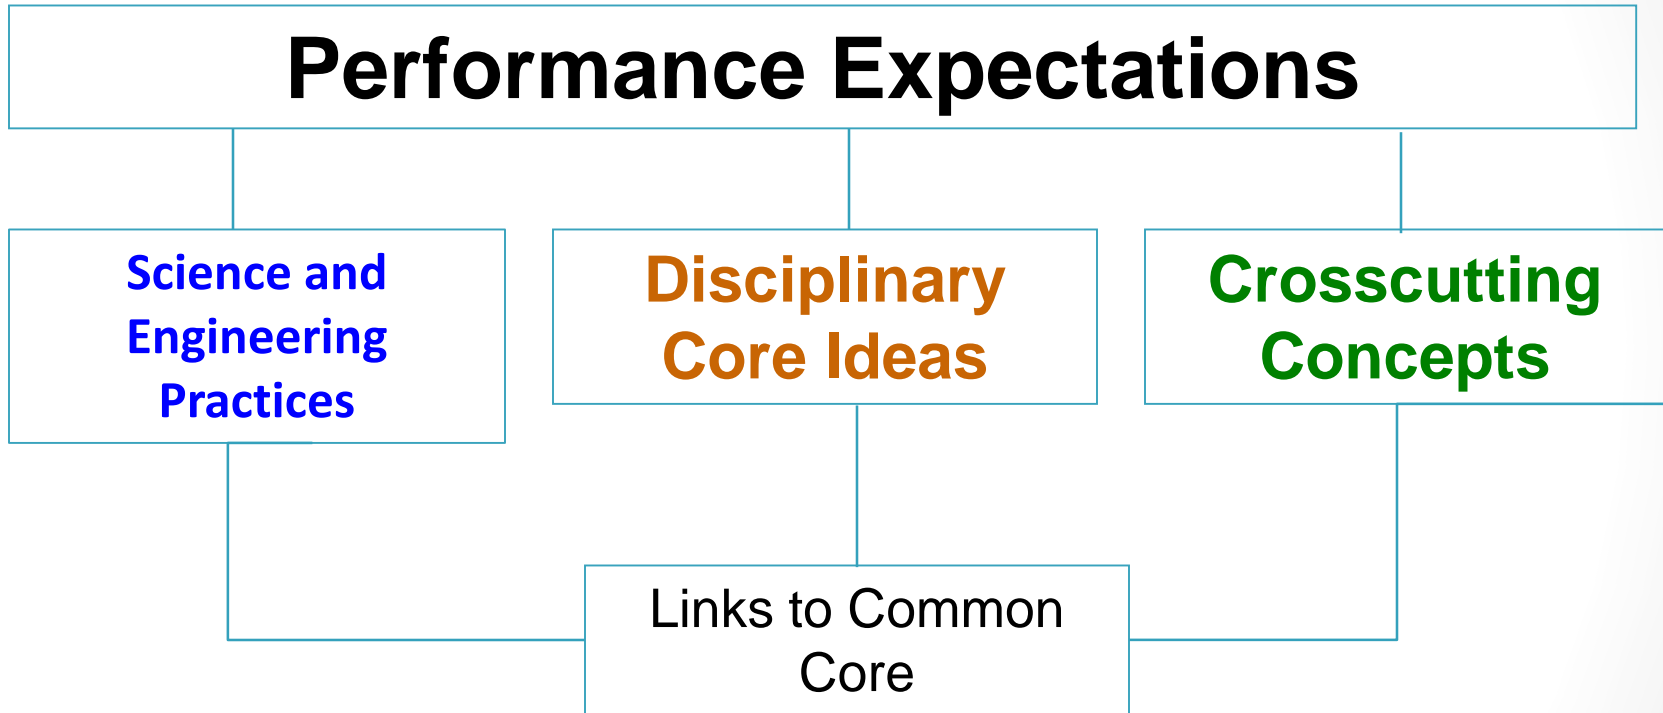 Performance Expectations
Science and
Engineering
Practices
Disciplinary
Core Ideas
Crosscutting
Concepts
Links to Common
Core